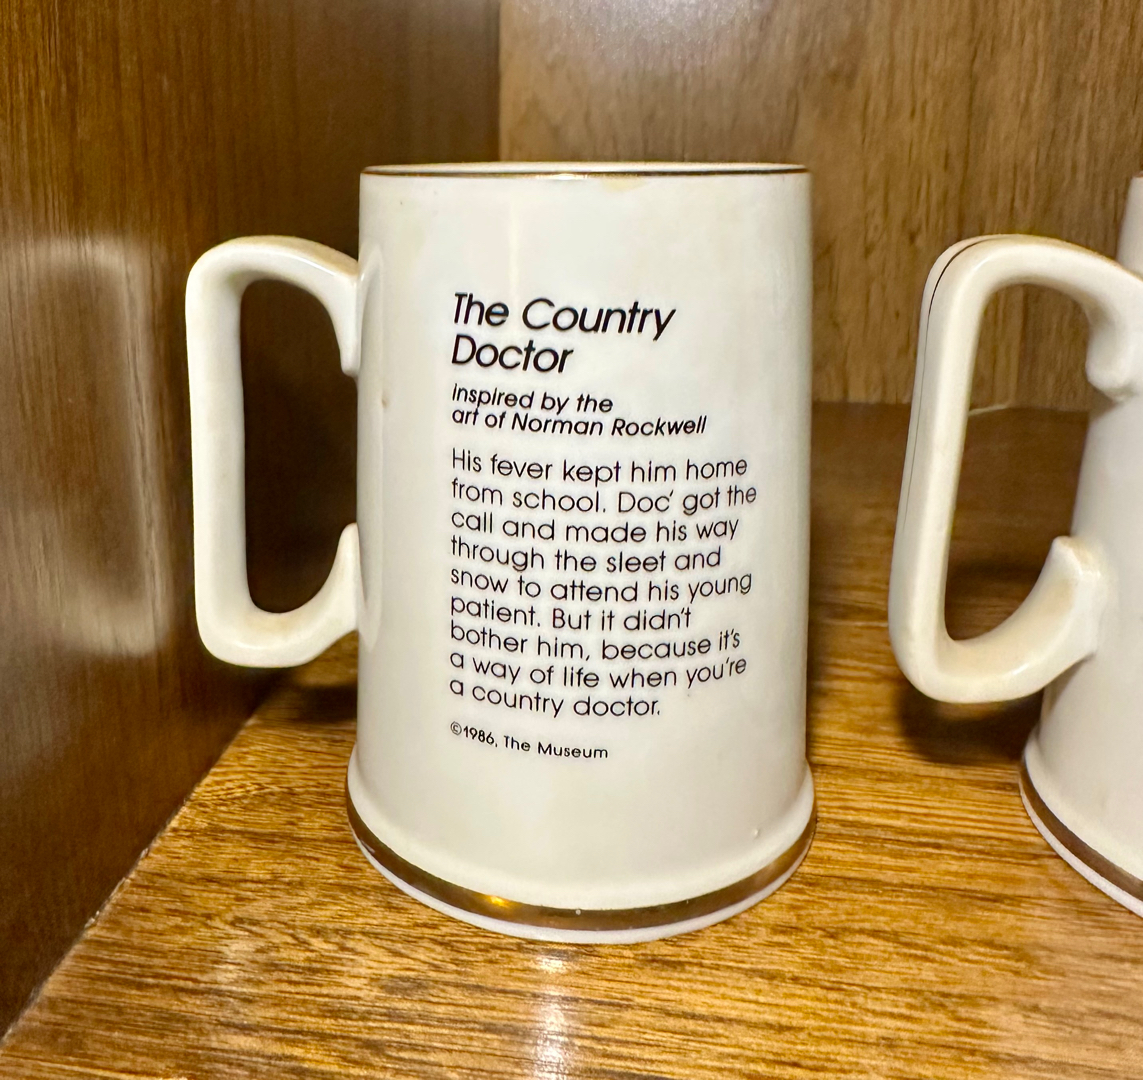 The Country
Doctor
inspired by the
art of Norman Rockwell
His fever kept him home
from school. Doc' got the
call and made his way
through the sleet and
snow to attend his young
patient. But it didn't
bother him, because it's
a way of life when you're
a country doctor.
©1986, The Museum